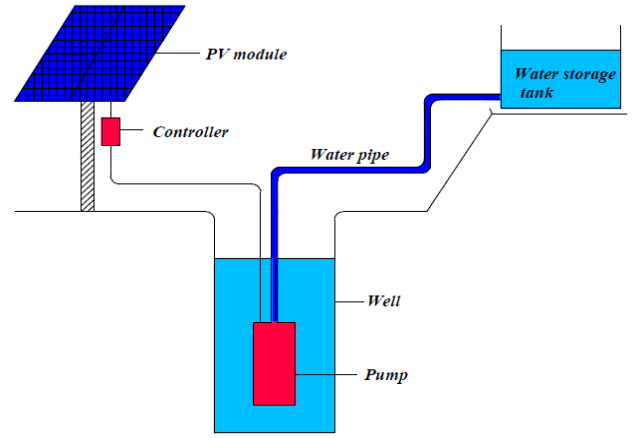 PV module
Water storage
tank
Controller
Water pipe
Well
Pump